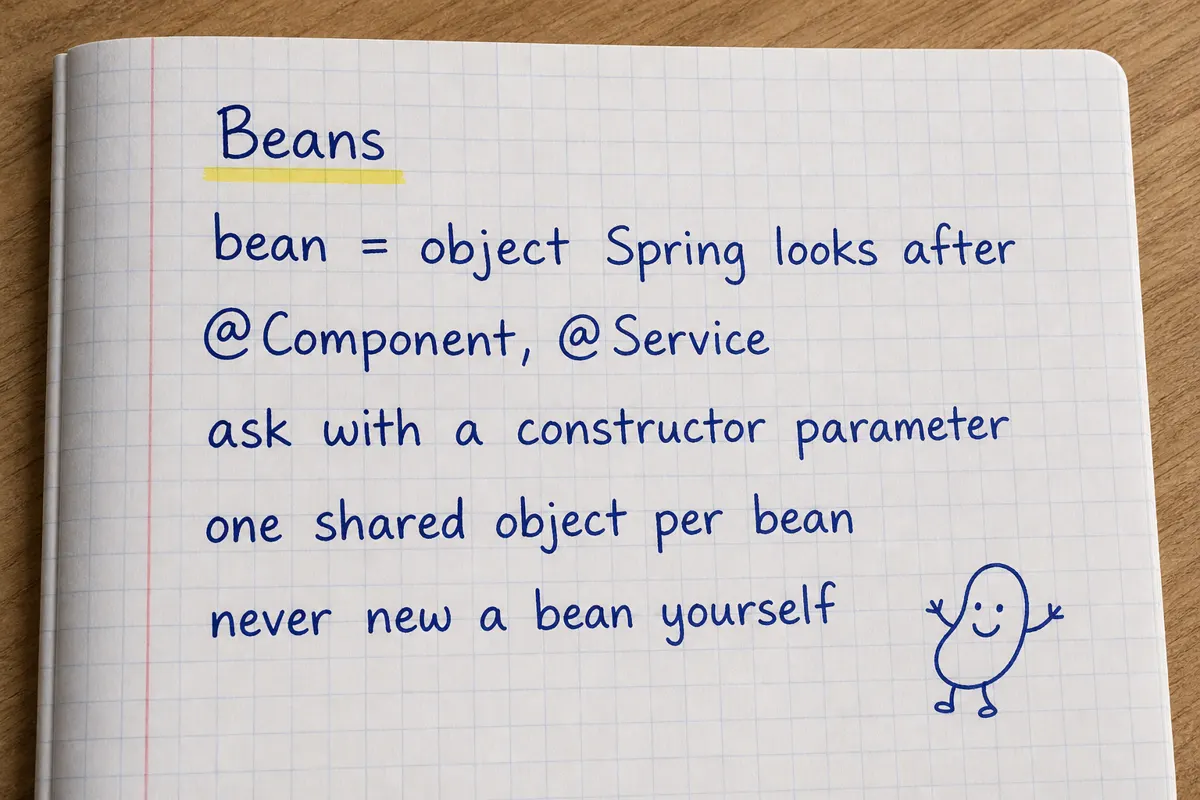 Beans
bean = object Spring looks after
@Component, @Service
ask with a constructor parameter
one shared object per bean
never new a bean yourself